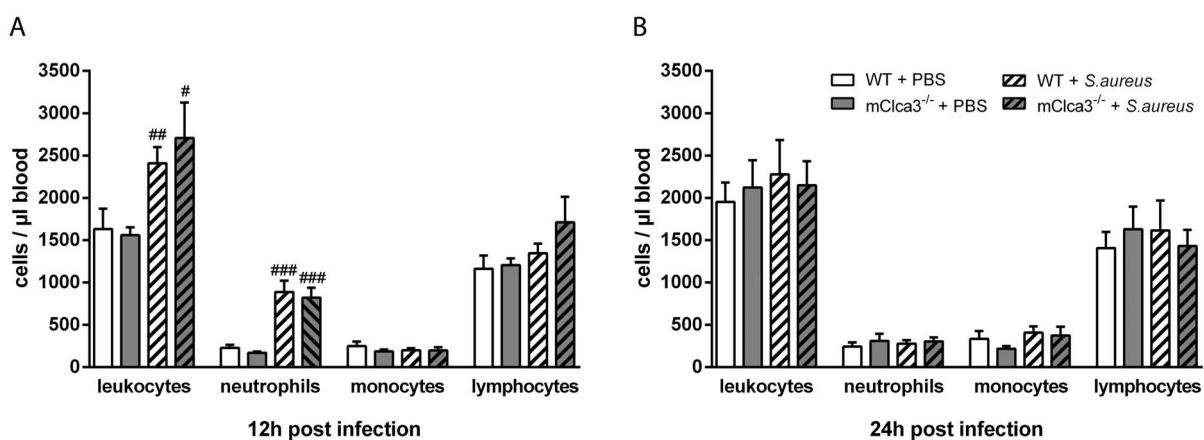 A
3500
3000
2500
2000
1500
1000
500
0
cells / µl blood
##
#
###
###
leukocytes neutrophils monocytes lymphocytes
12h post infection
B
3500
3000
2500
2000
1500
1000
500
0
cells / µl blood
WT + PBS WT + S.aureus
mClca3-/- + PBS mClca3-/- + S.aureus
leukocytes neutrophils monocytes lymphocytes
24h post infection